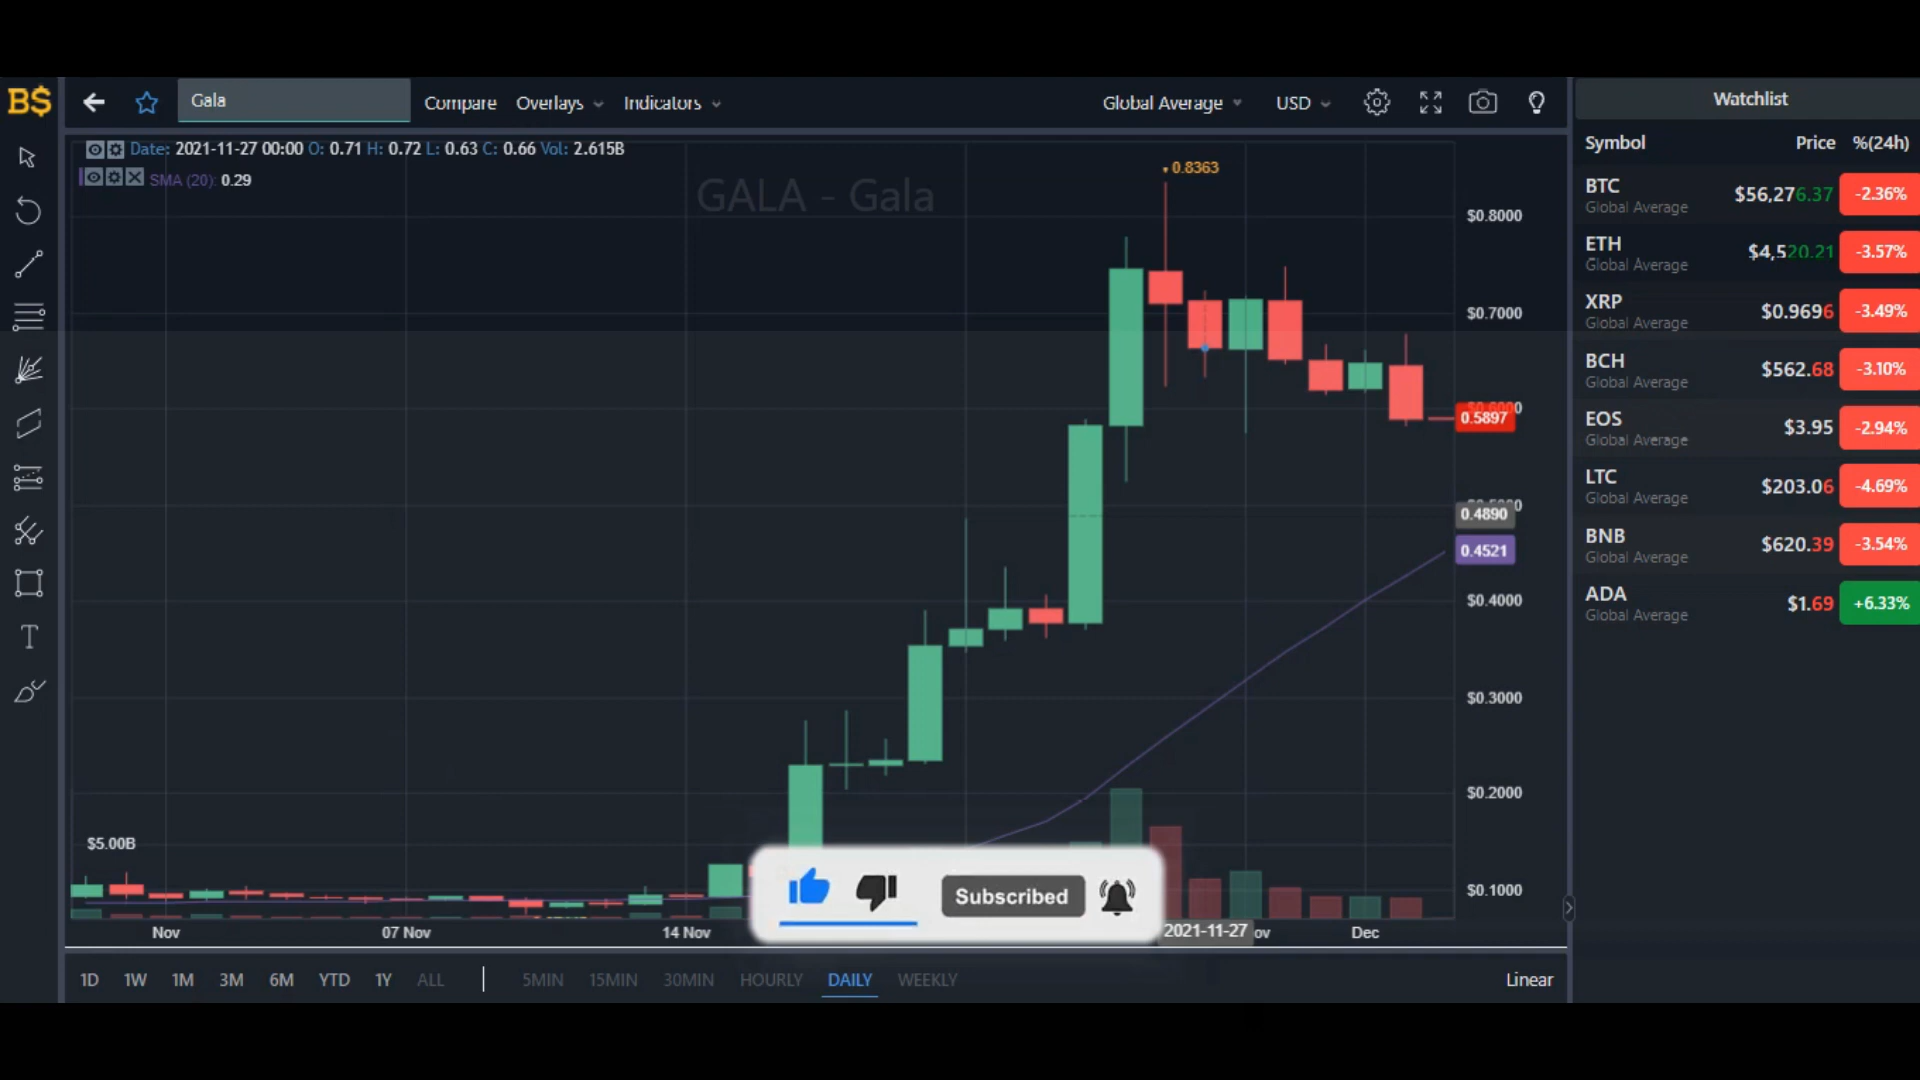 B$
Gala
Compare Overlays Indicators
Global Average USD
Watchlist
Date: 2021-11-27 00:00 O: 0.71 H: 0.72 L: 0.63 C: 0.66 Vol: 2.615B
SMA (20): 0.29
GALA - Gala
0.8363
$0.8000
$0.7000
0.5897
0.4890
0.4521
$0.4000
$0.3000
$0.2000
$0.1000
$5.00B
Nov 07 Nov 14 Nov 2021-11-27 ov Dec
Subscribed
1D 1W 1M 3M 6M YTD 1Y ALL 5MIN 15MIN 30MIN HOURLY DAILY WEEKLY Linear
Symbol Price %(24h)
BTC $56,276.37 -2.36%
Global Average
ETH $4,520.21 -3.57%
Global Average
XRP $0.9696 -3.49%
Global Average
BCH $562.68 -3.10%
Global Average
EOS $3.95 -2.94%
Global Average
LTC $203.06 -4.69%
Global Average
BNB $620.39 -3.54%
Global Average
ADA $1.69 +6.33%
Global Average